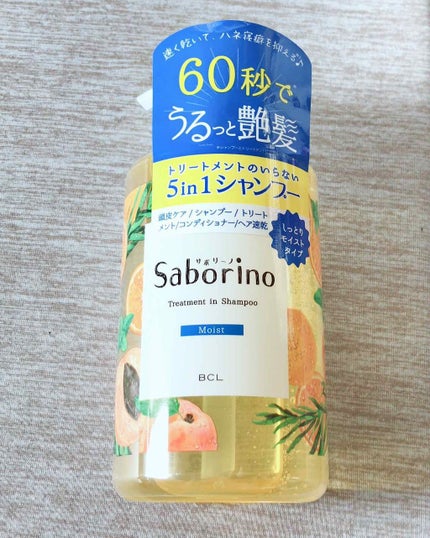 速く乾いて、ハネ寝癖を抑える♪
60秒で
うるっと艶髪
トリートメントのいらない
5in1シャンプー
頭皮ケア/シャンプー/トリート
メント/コンディショナー/ヘア速乾
しっとり
モイスト
タイプ
サボリーノ
Saborino
Treatment in Shampoo
Moist
BCL